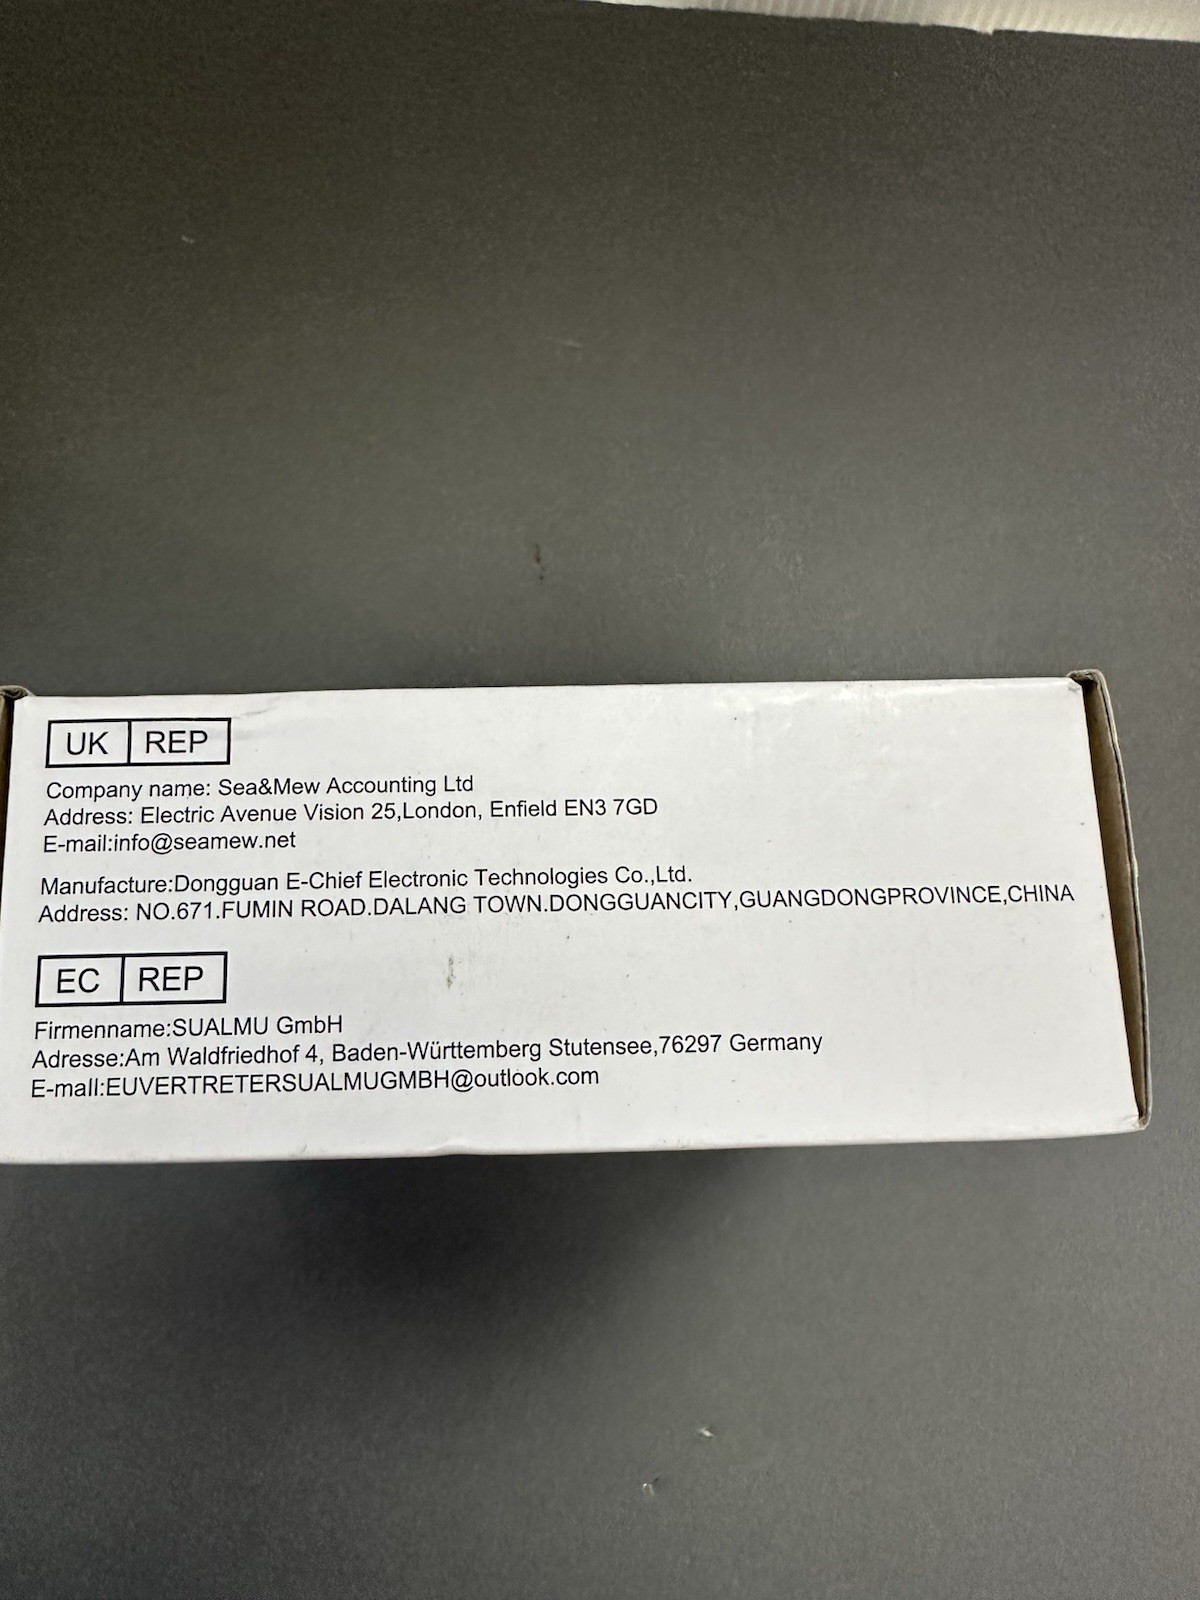 UK REP
Company name: Sea&Mew Accounting Ltd
Address: Electric Avenue Vision 25,London, Enfield EN3 7GD
E-mail:info@seamew.net
Manufacture:Dongguan E-Chief Electronic Technologies Co.,Ltd.
Address: NO.671.FUMIN ROAD.DALANG TOWN.DONGGUANCITY,GUANGDONGPROVINCE,CHINA
EC REP
Firmenname:SUALMU GmbH
Adresse:Am Waldfriedhof 4, Baden-Württemberg Stutensee,76297 Germany
E-mall:EUVERTRETERSUALMUGMBH@outlook.com